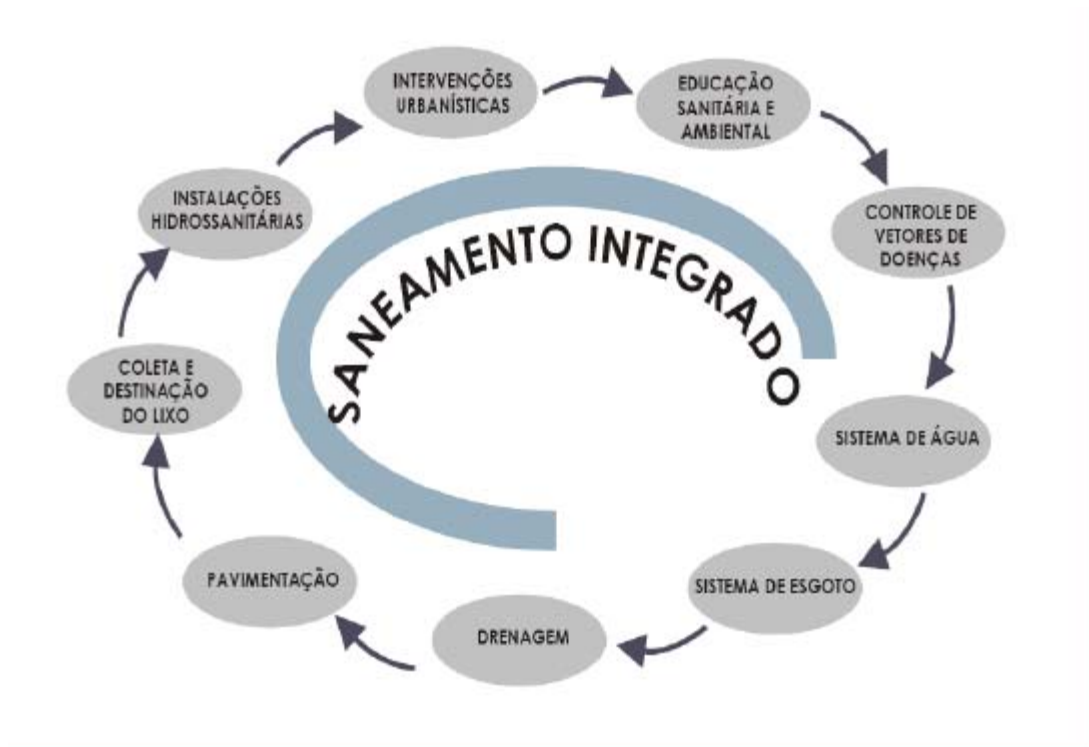 INTERVENÇÕES
URBANÍSTICAS
EDUCAÇÃO
SANITÁRIA E
AMBIENTAL
CONTROLE DE
VETORES DE
DOENÇAS
SISTEMA DE ÁGUA
SISTEMA DE ESGOTO
DRENAGEM
PAVIMENTAÇÃO
COLETA E
DESTINAÇÃO
DO LIXO
INSTALAÇÕES
HIDROSSANITÁRIAS
SANEAMENTO INTEGRADO